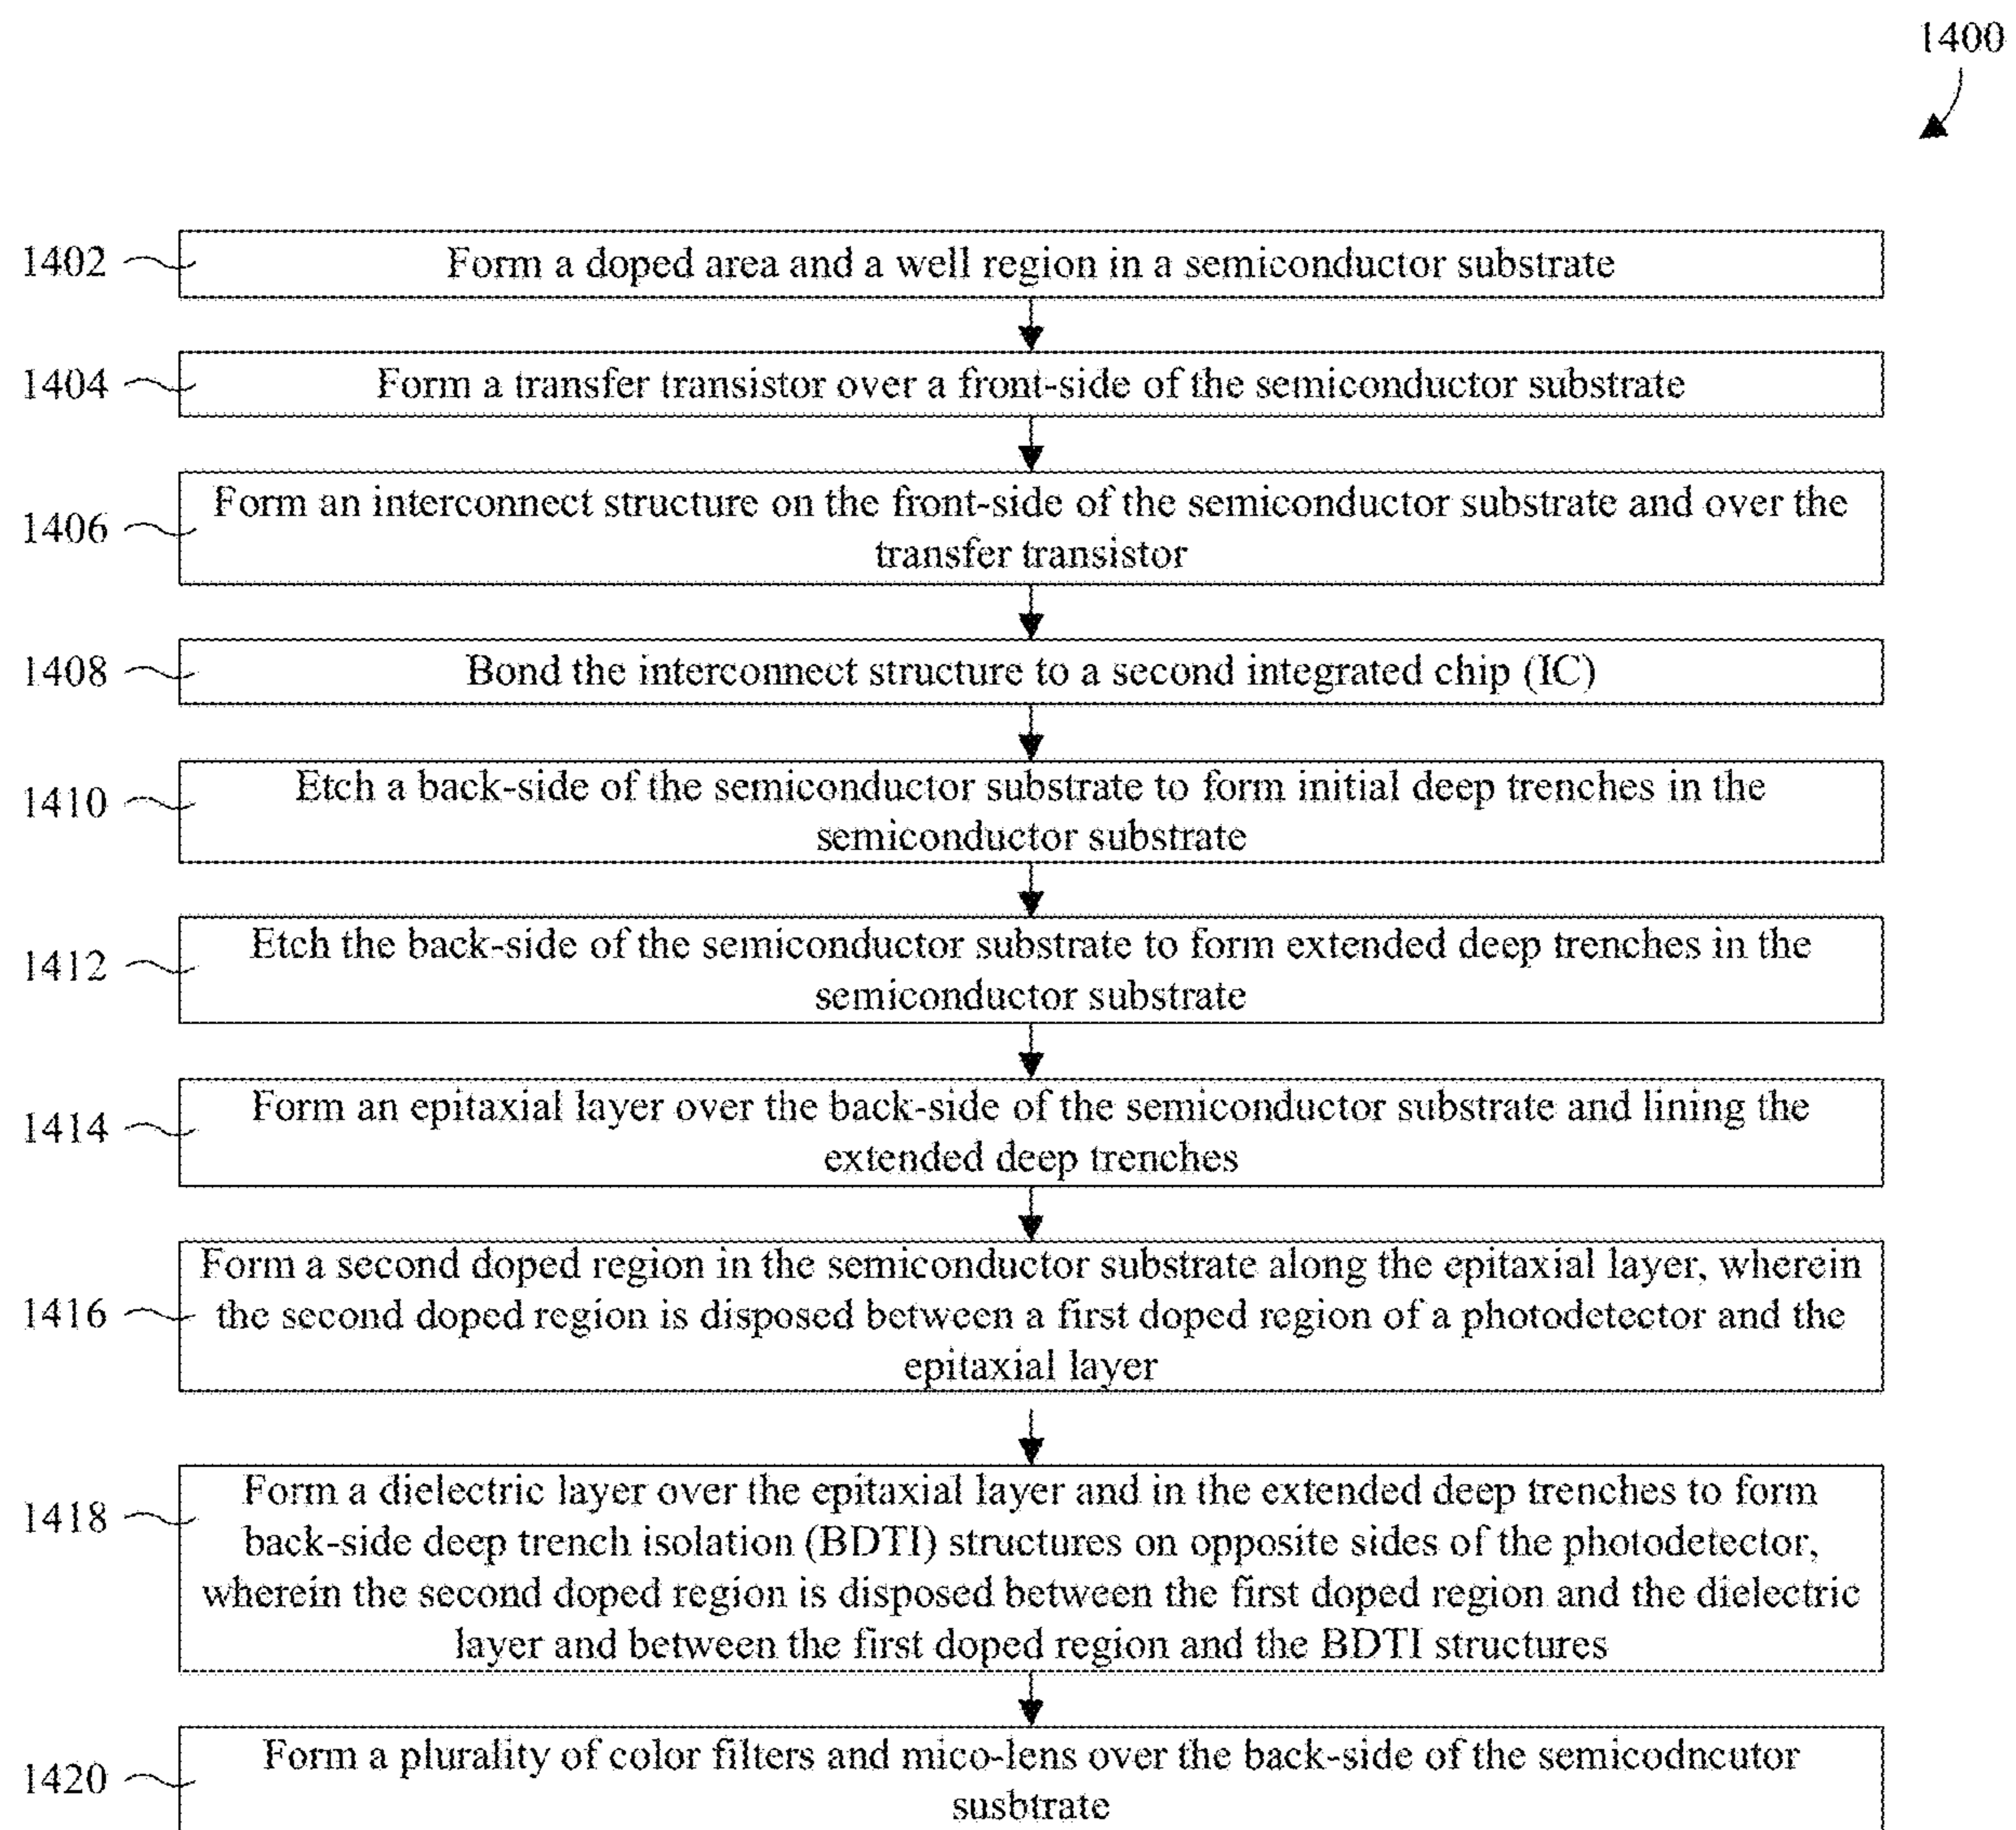 1400
1402
Form a doped area and a well region in a semiconductor substrate
1404
Form a transfer transistor over a front-side of the semiconductor substrate
1406
Form an interconnect structure on the front-side of the semiconductor substrate and over the
transfer transistor
1408
Bond the interconnect structure to a second integrated chip (IC)
1410
Etch a back-side of the semiconductor substrate to form initial deep trenches in the
semiconductor substrate
1412
Etch the back-side of the semiconductor substrate to form extended deep trenches in the
semiconductor substrate
1414
Form an epitaxial layer over the back-side of the semiconductor substrate and lining the
extended deep trenches
1416
Form a second doped region in the semiconductor substrate along the epitaxial layer, wherein
the second doped region is disposed between a first doped region of a photodetector and the
epitaxial layer
1418
Form a dielectric layer over the epitaxial layer and in the extended deep trenches to form
back-side deep trench isolation (BDTI) structures on opposite sides of the photodetector,
wherein the second doped region is disposed between the first doped region and the dielectric
layer and between the first doped region and the BDTI structures
1420
Form a plurality of color filters and mico-lens over the back-side of the semicodncutor
susbtrate